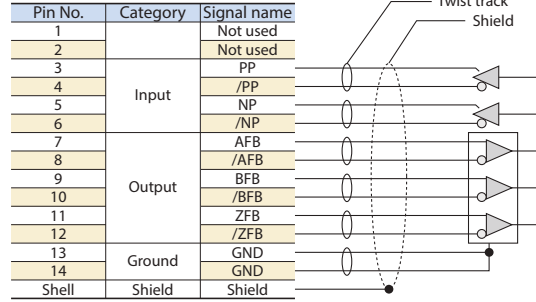 Pin No. Category Signal name
1 Not used
2 Not used
3 PP
4 /PP
Input
5 NP
6 /NP
7 AFB
8 /AFB
9 BFB
Output
10 /BFB
11 ZFB
12 /ZFB
13 GND
Ground
14 GND
Shell Shield Shield
Twist track
Shield